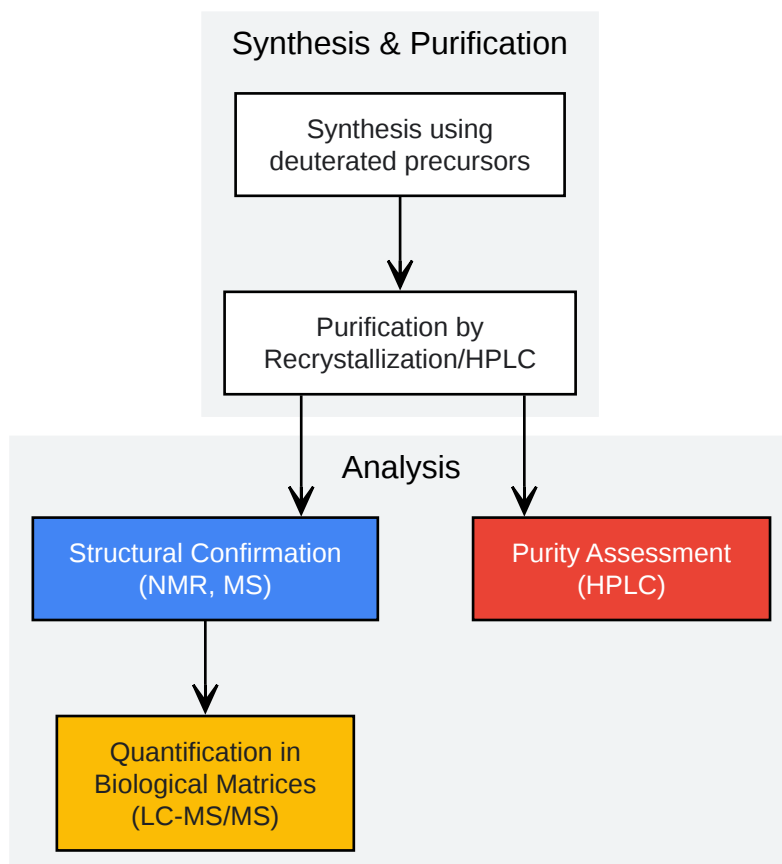 Synthesis & Purification
Synthesis using
deuterated precursors
Purification by
Recrystallization/HPLC
Analysis
Structural Confirmation
(NMR, MS)
Purity Assessment
(HPLC)
Quantification in
Biological Matrices
(LC-MS/MS)